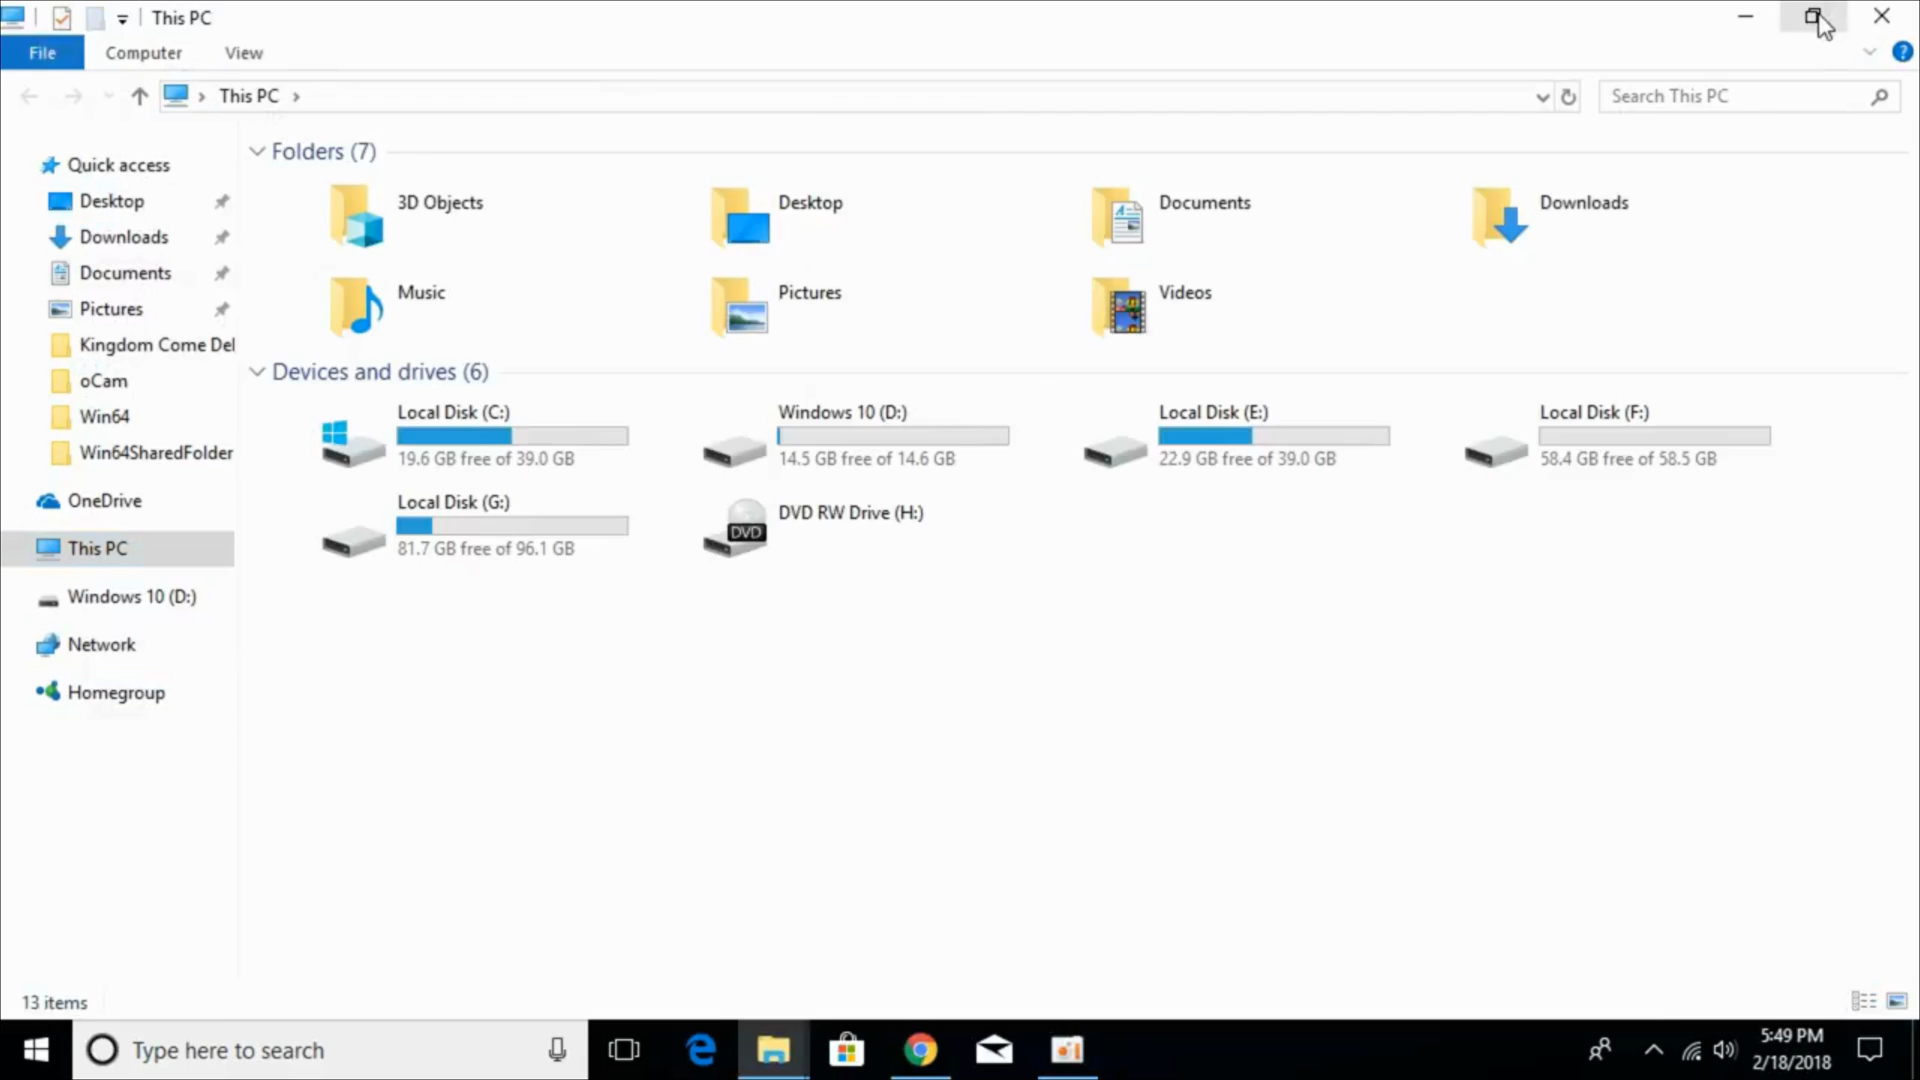 This PC
File Computer View
This PC
Search This PC
Quick access
Desktop
Downloads
Documents
Pictures
Kingdom Come Del
oCam
Win64
Win64SharedFolder
OneDrive
This PC
Windows 10 (D:)
Network
Homegroup
Folders (7)
3D Objects
Desktop
Documents
Downloads
Music
Pictures
Videos
Devices and drives (6)
Local Disk (C:)
19.6 GB free of 39.0 GB
Windows 10 (D:)
14.5 GB free of 14.6 GB
Local Disk (E:)
22.9 GB free of 39.0 GB
Local Disk (F:)
58.4 GB free of 58.5 GB
Local Disk (G:)
81.7 GB free of 96.1 GB
DVD
DVD RW Drive (H:)
13 items
Type here to search
5:49 PM
2/18/2018